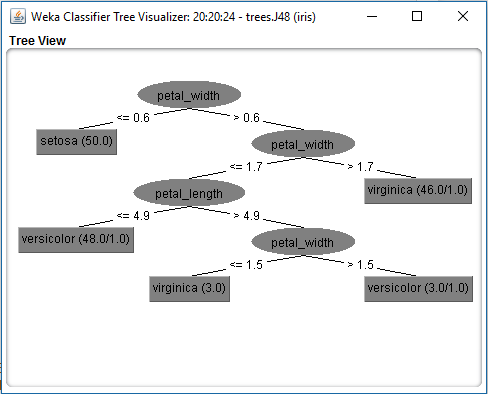 Weka Classifier Tree Visualizer: 20:20:24 - trees.J48 (iris)
Tree View
petal_width
<= 0.6 > 0.6
setosa (50.0) petal_width
<= 1.7 > 1.7
petal_length virginica (46.0/1.0)
<= 4.9 > 4.9
versicolor (48.0/1.0) petal_width
<= 1.5 > 1.5
virginica (3.0) versicolor (3.0/1.0)